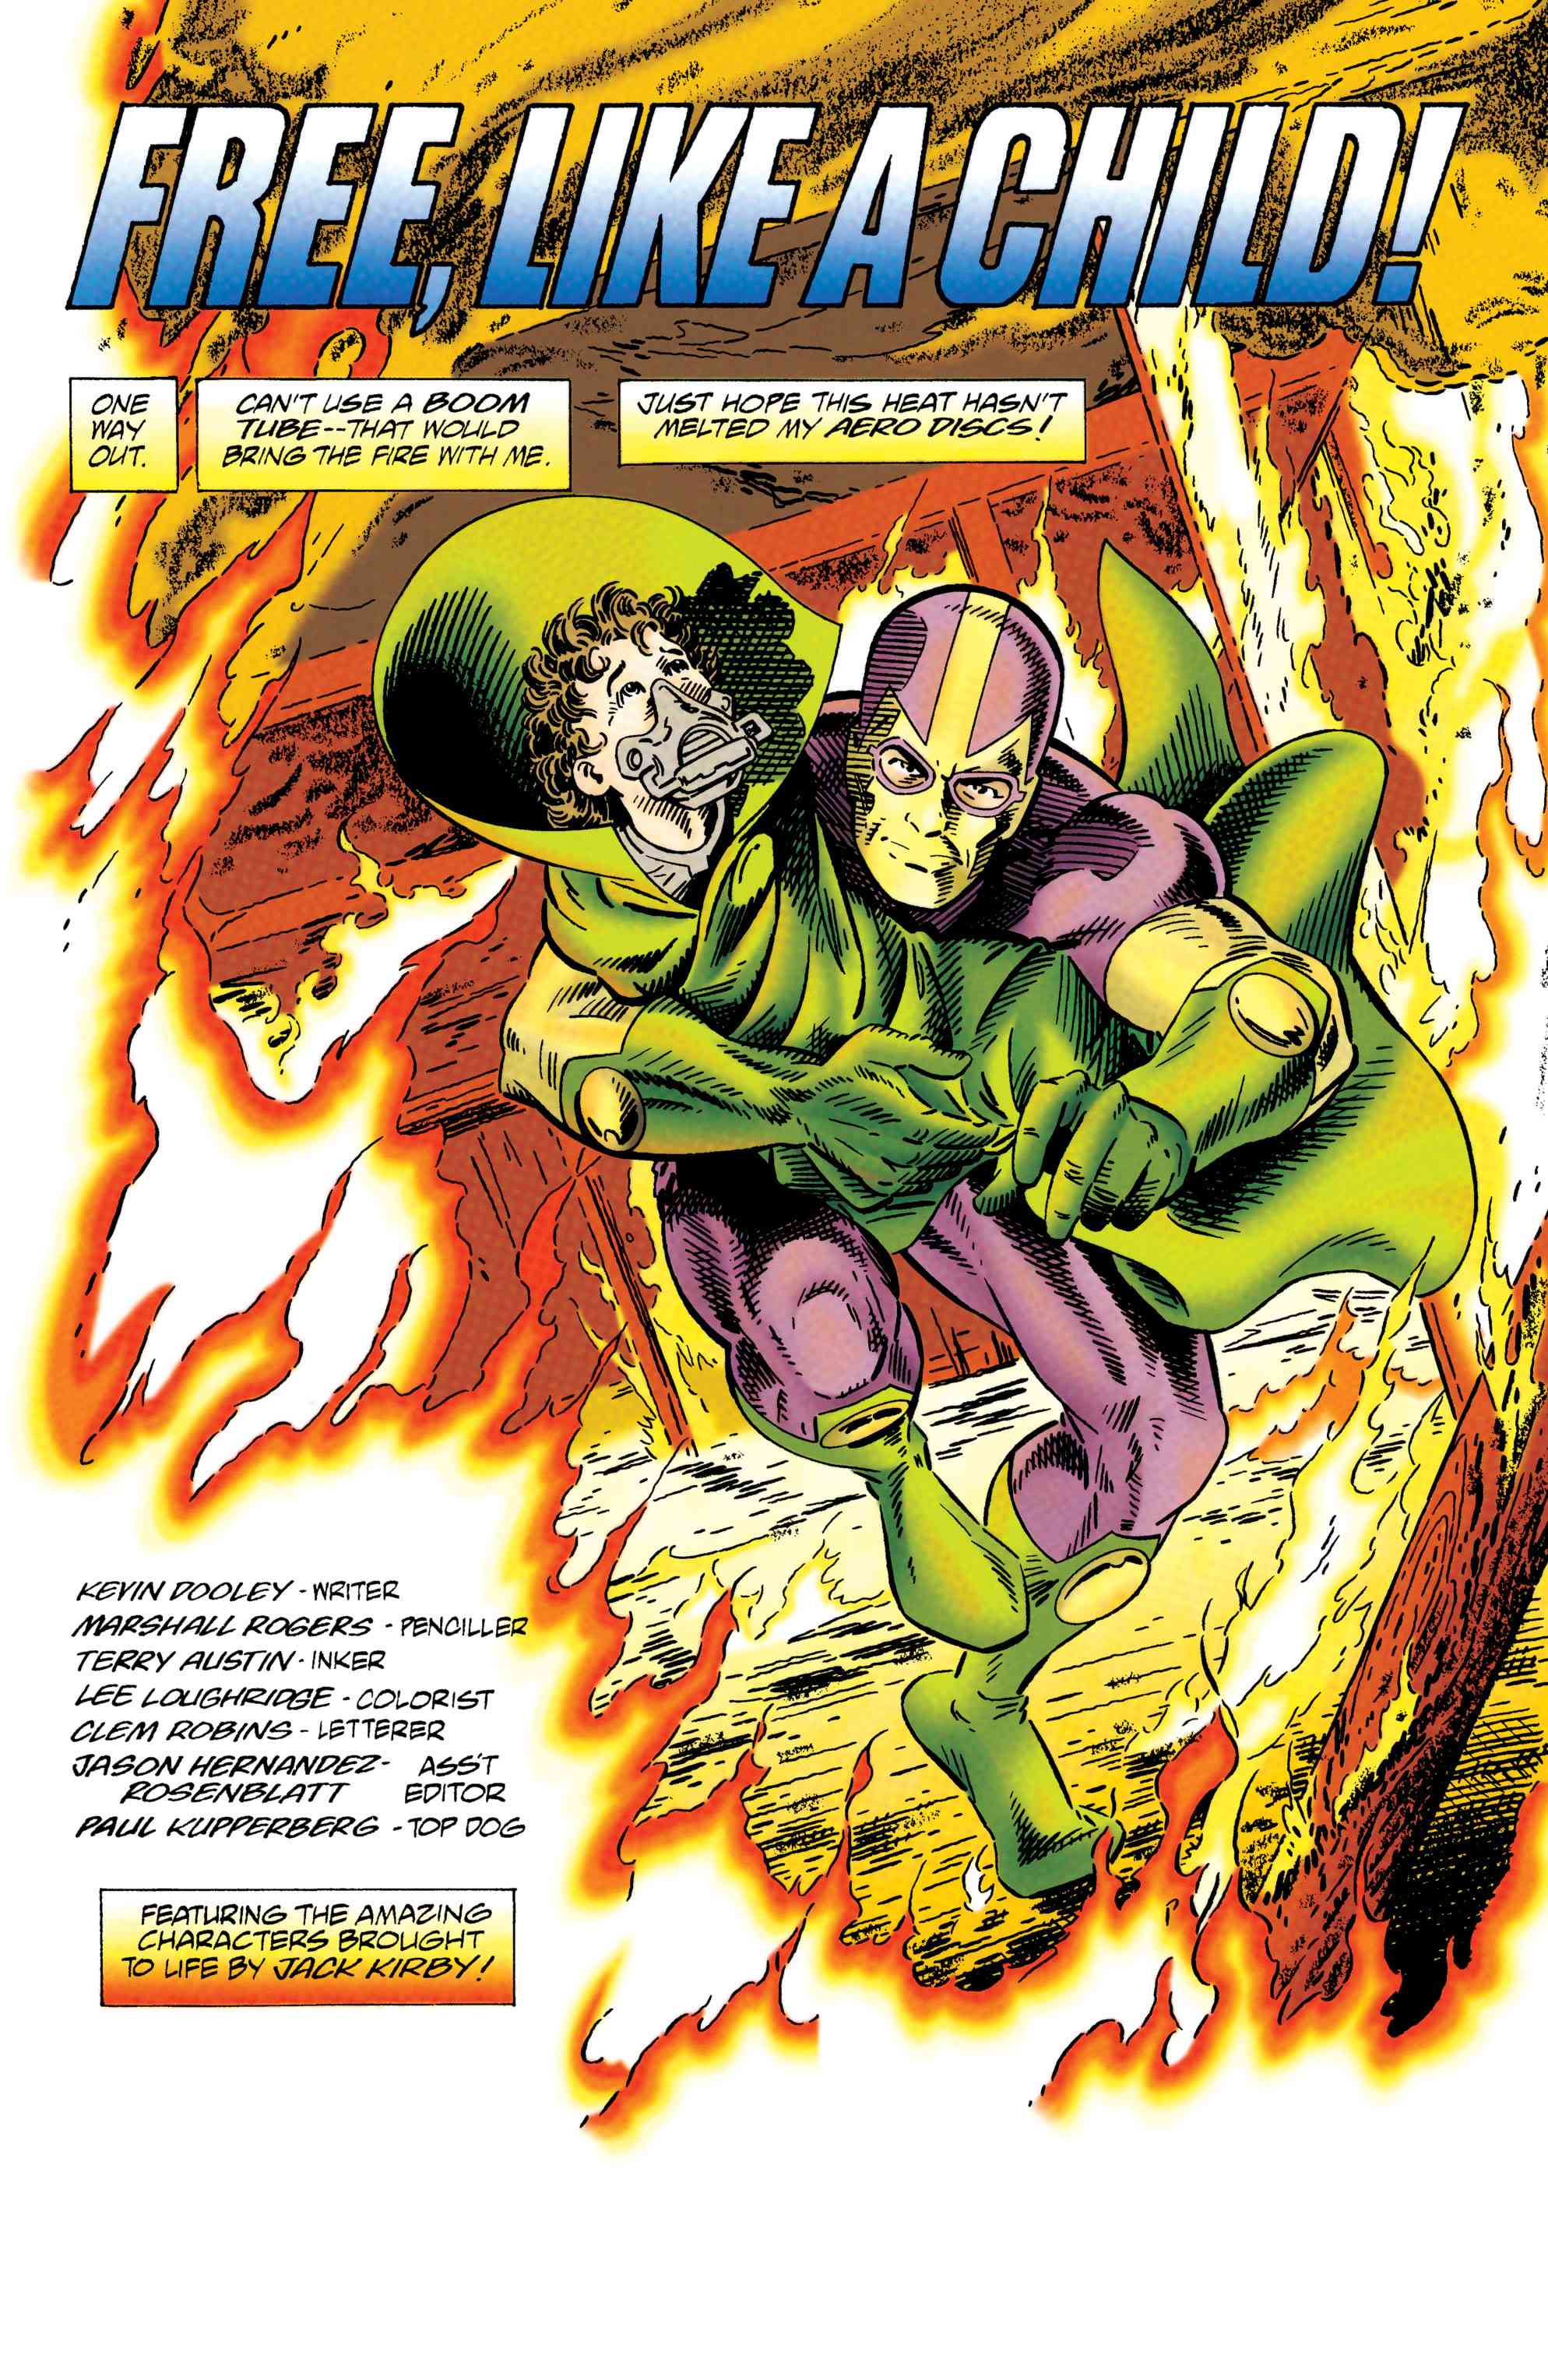 FREE, LIKE A CHILD!
ONE
WAY
OUT.
CAN'T USE A BOOM
TUBE--THAT WOULD
BRING THE FIRE WITH ME.
JUST HOPE THIS HEAT HASN'T
MELTED MY AERO DISCS!
KEVIN DOOLEY - WRITER
MARSHALL ROGERS - PENCILLER
TERRY AUSTIN - INKER
LEE LOUGHRIDGE - COLORIST
CLEM ROBINS - LETTERER
JASON HERNANDEZ- ASS'T
ROSENBLATT EDITOR
PAUL KUPPERBERG - TOP DOG
FEATURING THE AMAZING
CHARACTERS BROUGHT
TO LIFE BY JACK KIRBY!